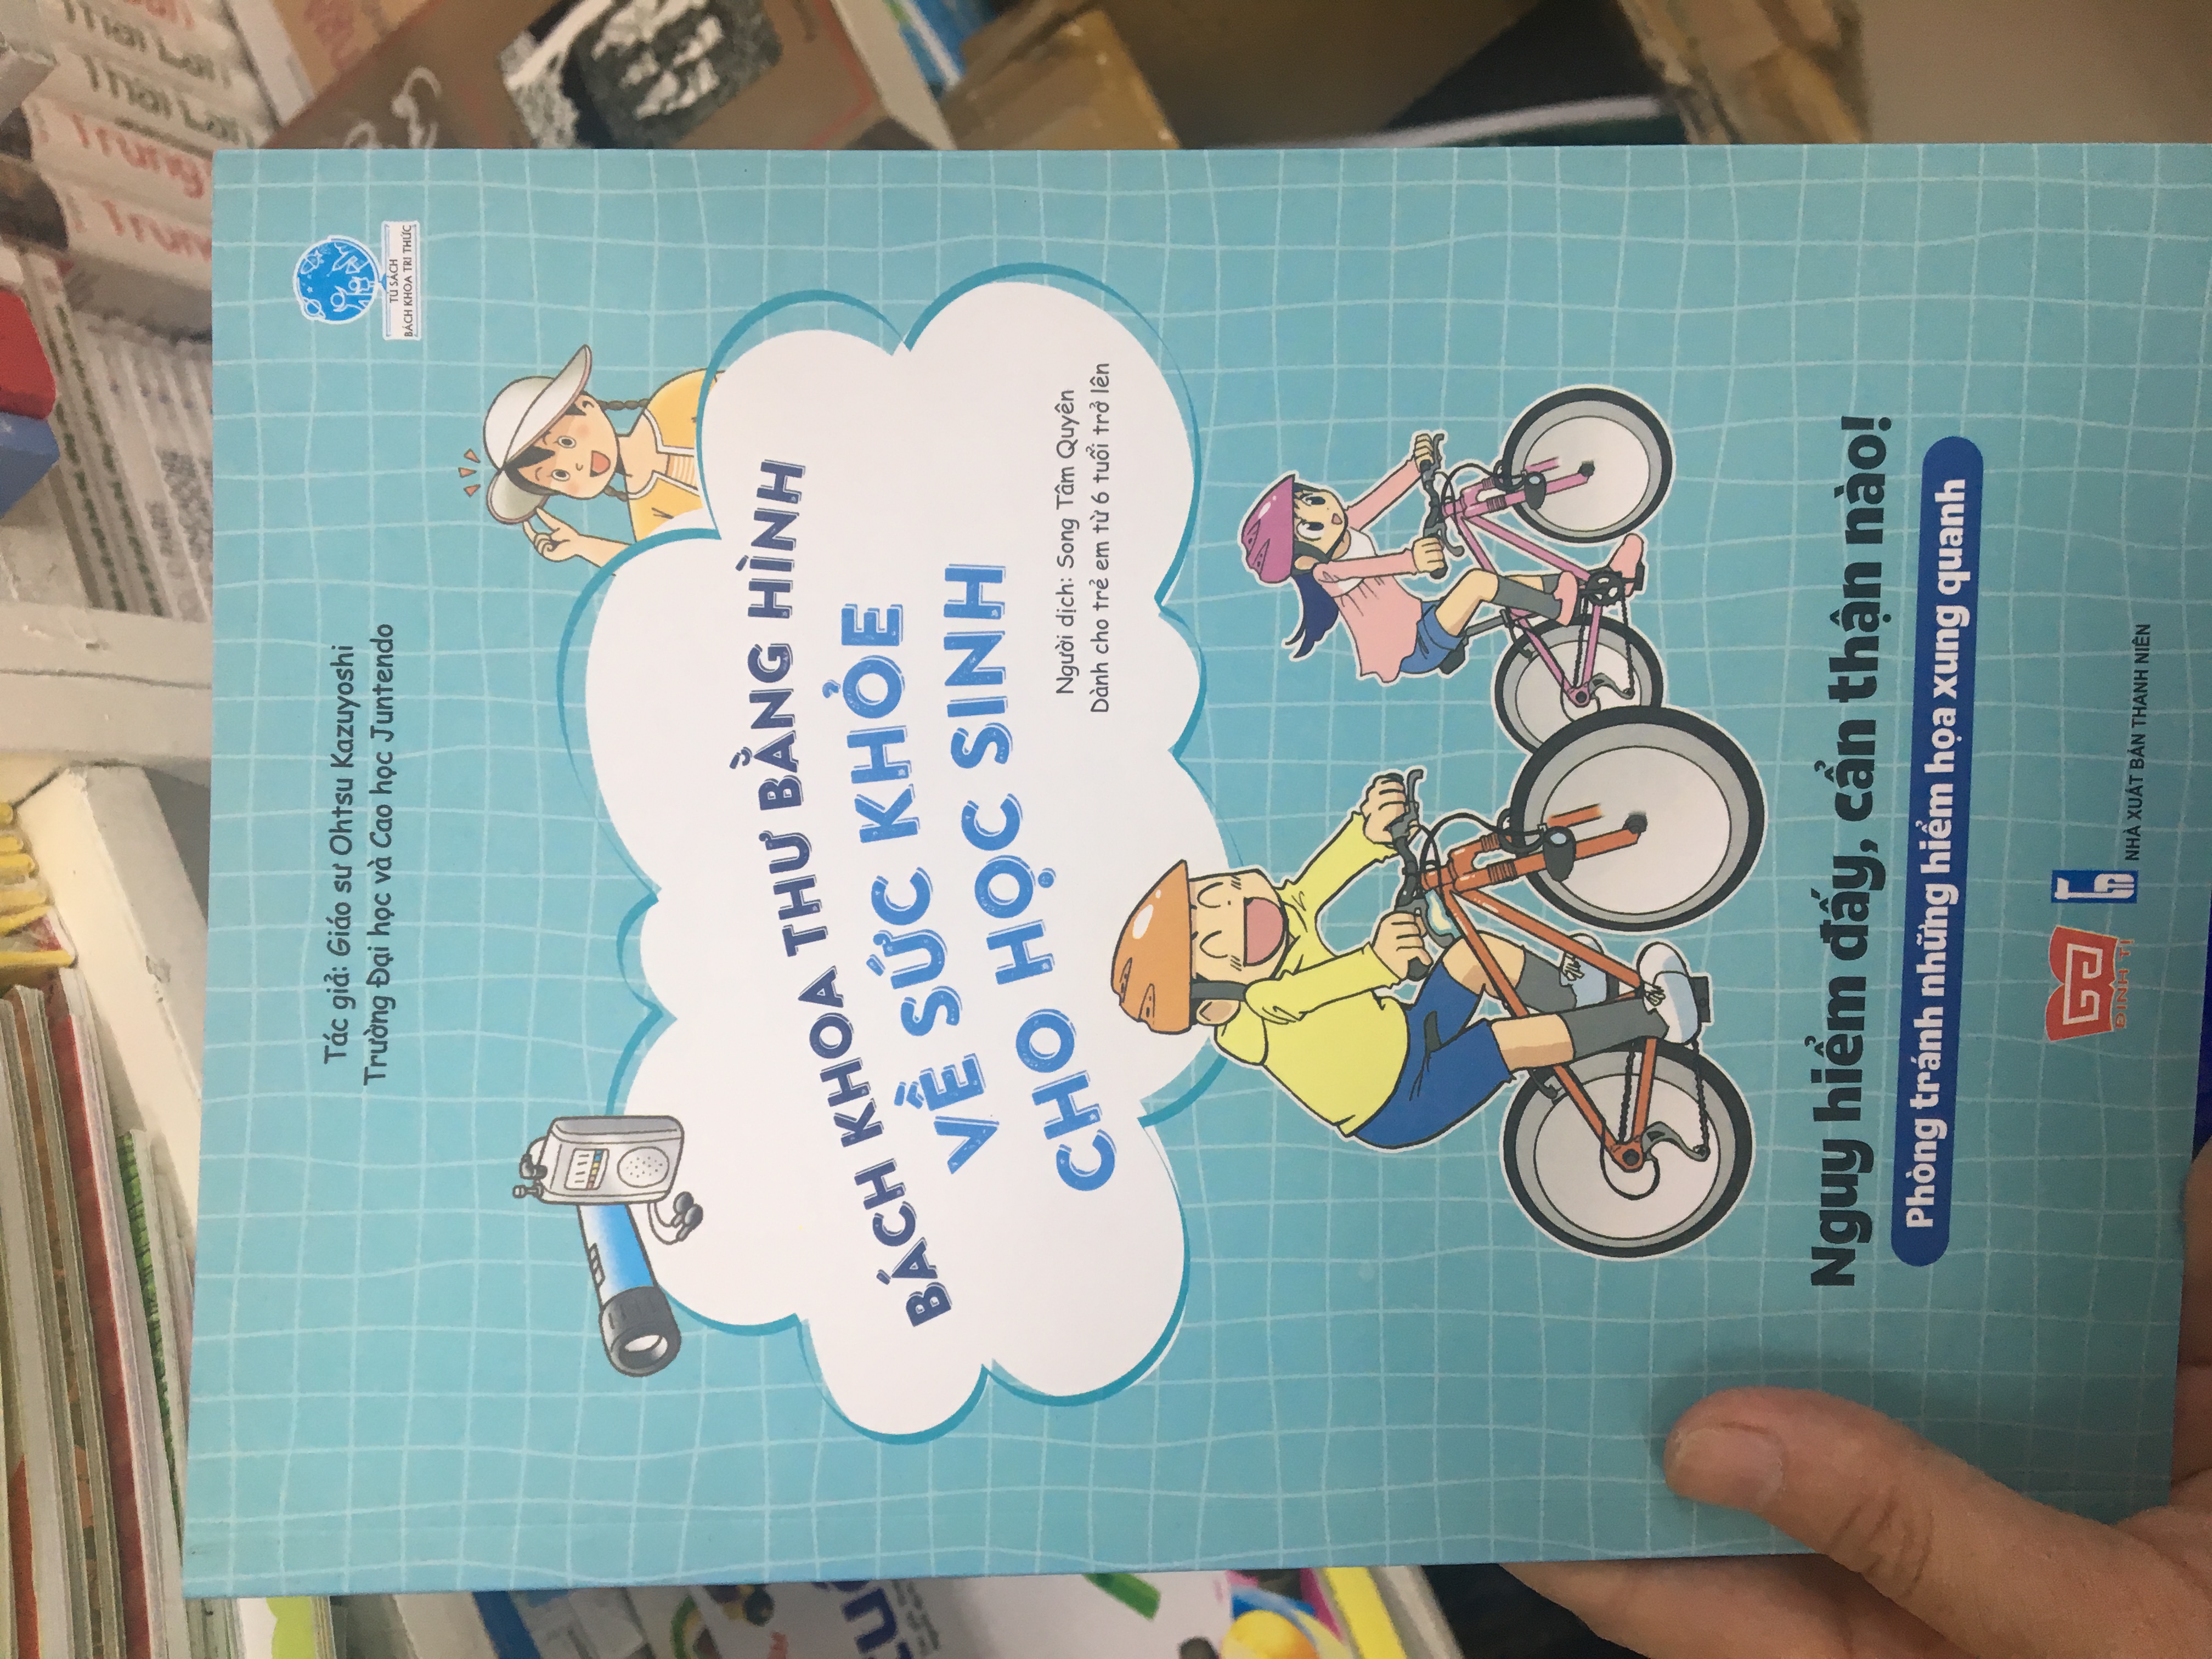 Tác giả: Giáo sư Ohtsu Kazuyoshi
Trường Đại học và Cao học Juntendo
TỦ SÁCH
BÁCH KHOA TRI THỨC
BÁCH KHOA THƯ BẰNG HÌNH
VỀ SỨC KHỎE
CHO HỌC SINH
Người dịch: Song Tâm Quyên
Dành cho trẻ em từ 6 tuổi trở lên
Nguy hiểm đấy, cẩn thận nào!
Phòng tránh những hiểm họa xung quanh
ĐINH TỊ
NHÀ XUẤT BẢN THANH NIÊN